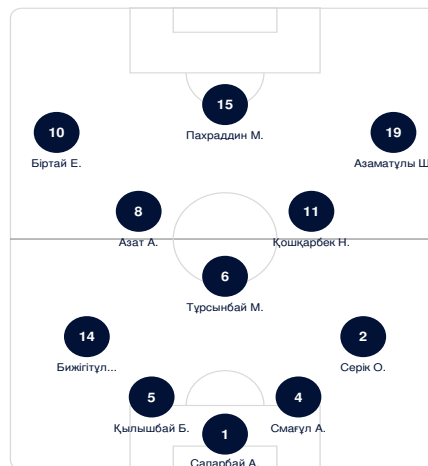 15
Пахраддин М.
10
Біртай Е.
19
Азаматұлы Ш
8
Азат А.
11
Қошқарбек Н.
6
Тұрсынбай М.
14
Бижігітұл...
2
Серік О.
5
Қылышбай Б.
4
Смағұл А.
1
Сапарбай А